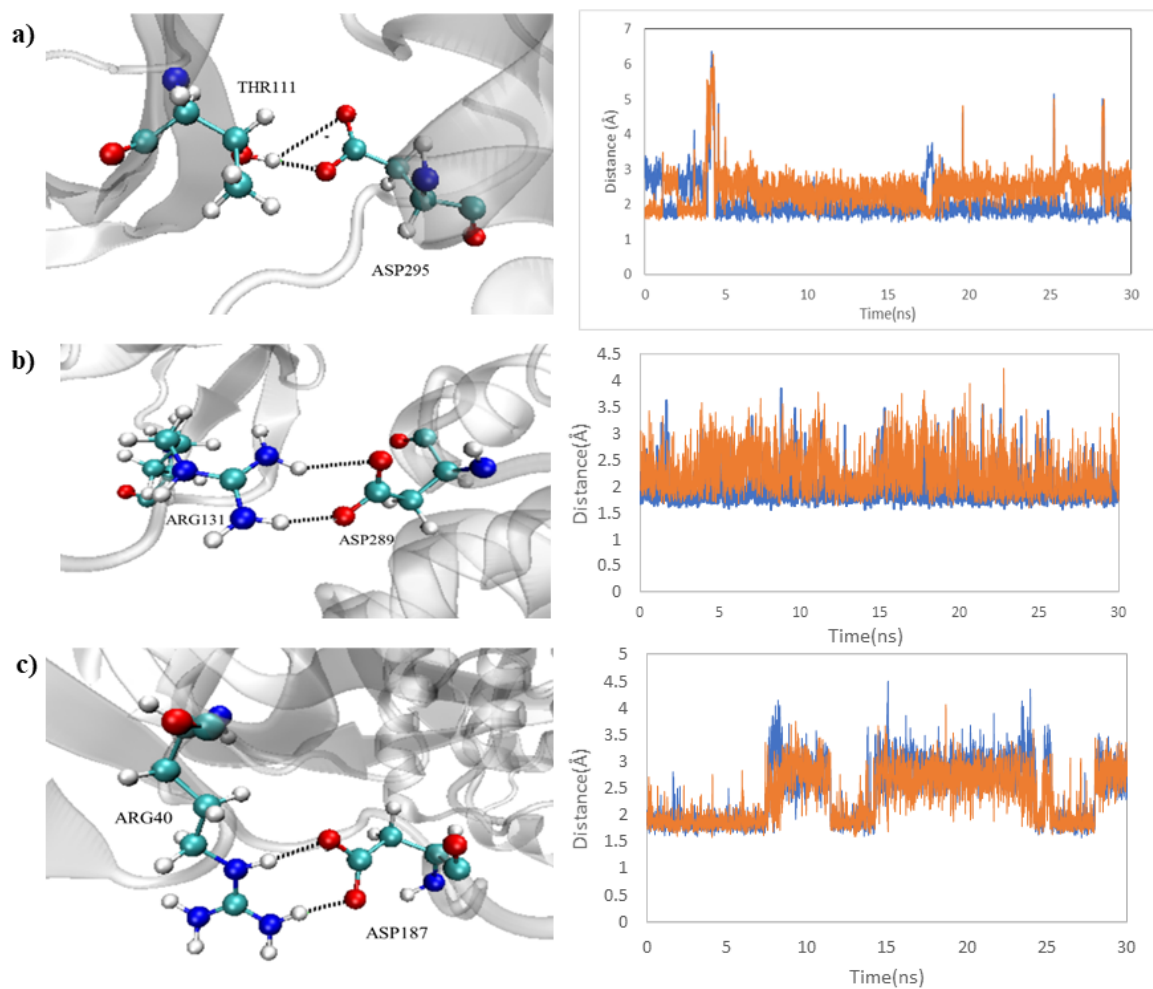 a)
THR111
ASP295
Distance (Å)
7
6
5
4
3
2
1
0
0 5 10 15 20 25 30
Time(ns)
b)
ARG131
ASP289
Distance(Å)
4.5
4
3.5
3
2.5
2
1.5
1
0.5
0
0 5 10 15 20 25 30
Time(ns)
c)
ARG40
ASP187
Distance(Å)
5
4.5
4
3.5
3
2.5
2
1.5
1
0.5
0
0 5 10 15 20 25 30
Time(ns)